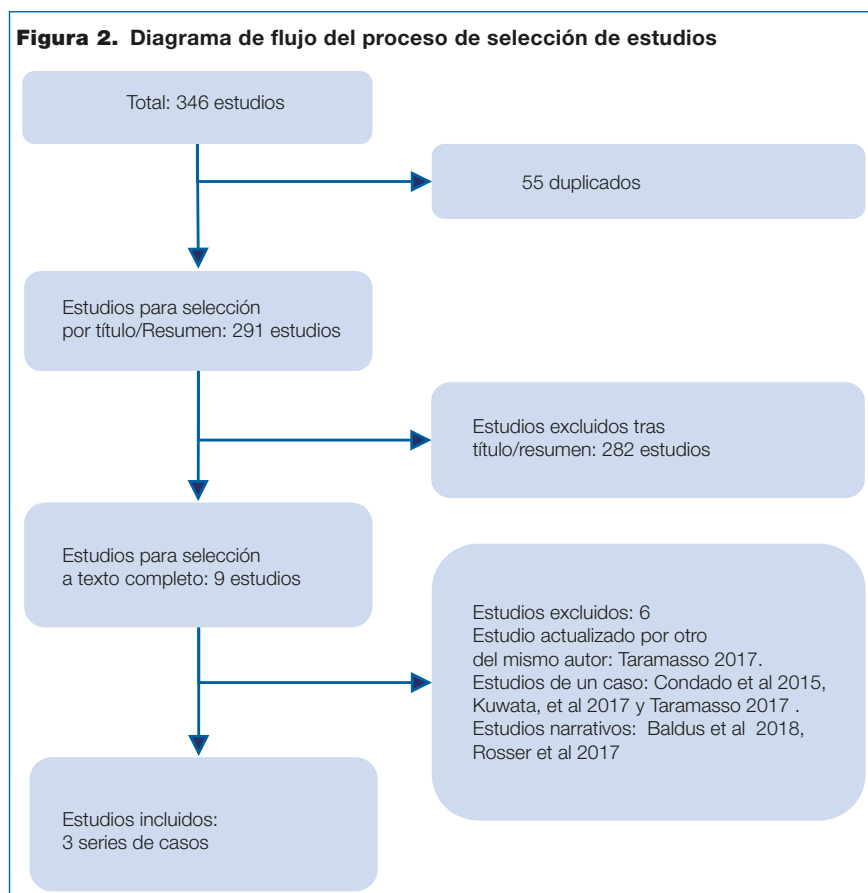 Figura 2. Diagrama de flujo del proceso de selección de estudios
Total: 346 estudios
55 duplicados
Estudios para selección
por título/Resumen: 291 estudios
Estudios excluidos tras
título/resumen: 282 estudios
Estudios para selección
a texto completo: 9 estudios
Estudios excluidos: 6
Estudio actualizado por otro
del mismo autor: Taramasso 2017.
Estudios de un caso: Condado et al 2015,
Kuwata, et al 2017 y Taramasso 2017 .
Estudios narrativos: Baldus et al 2018,
Rosser et al 2017
Estudios incluidos:
3 series de casos